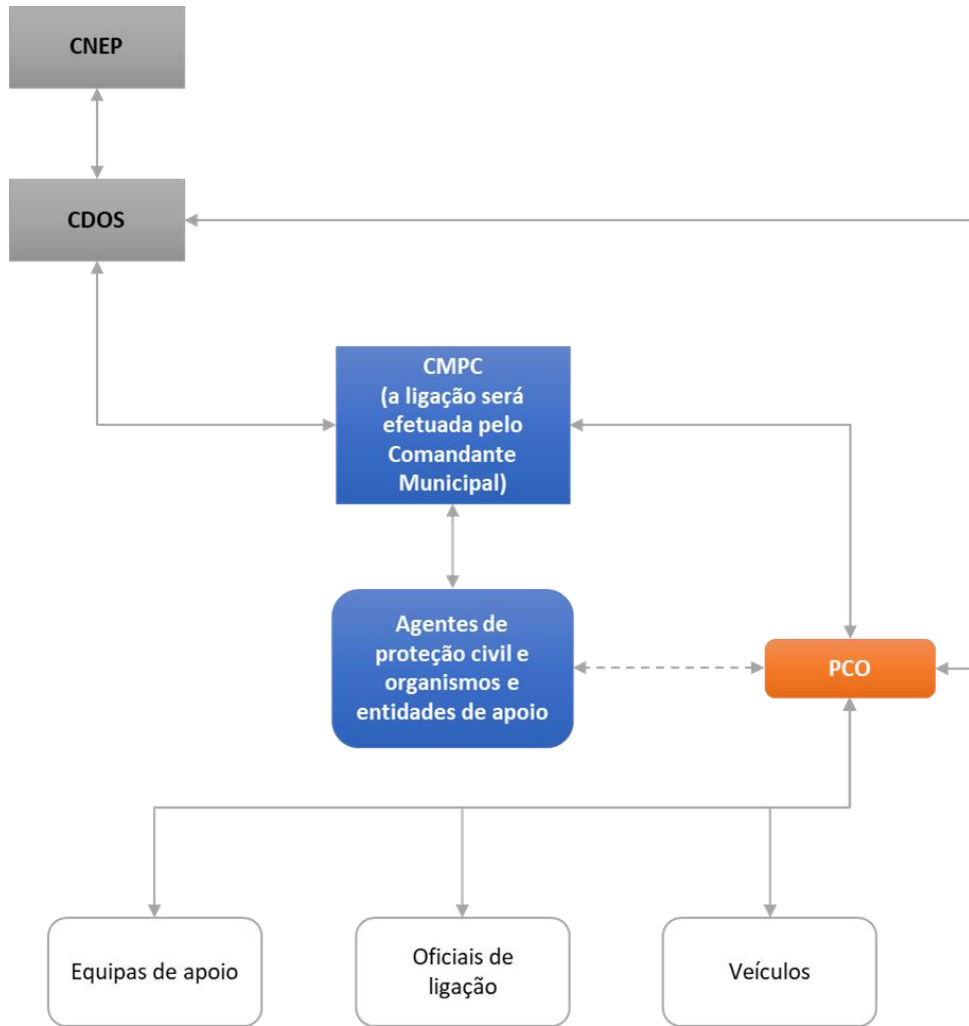 CNEP
CDOS
CMPC
(a ligação será
efetuada pelo
Comandante
Municipal)
Agentes de
proteção civil e
organismos e
entidades de apoio
PCO
Equipas de apoio
Oficiais de
ligação
Veículos